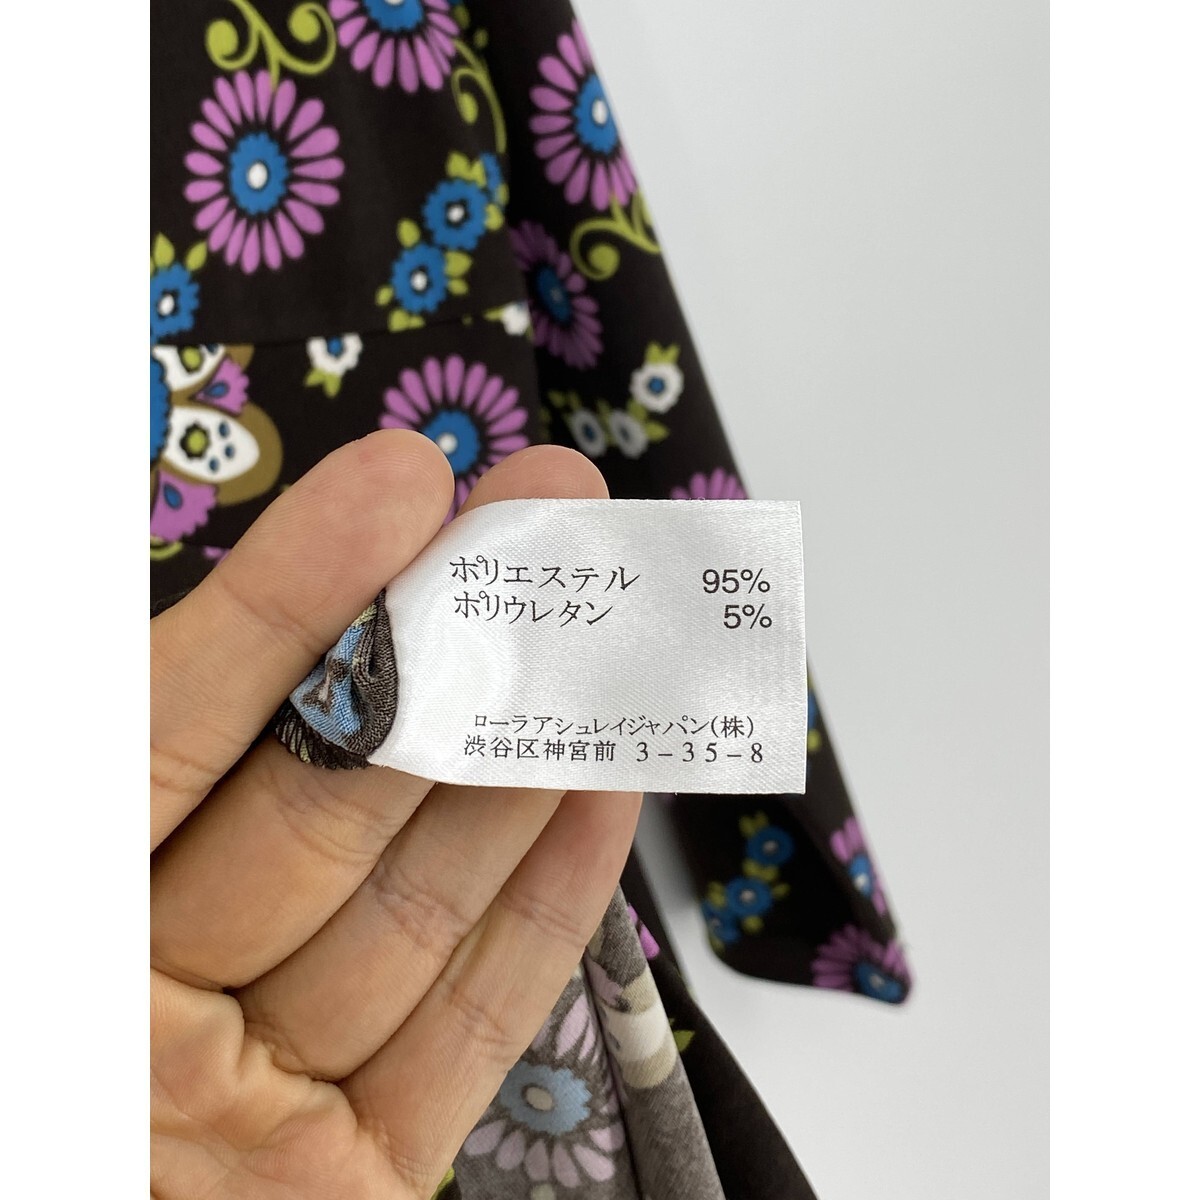 ポリエステル 95%
ポリウレタン 5%
ローラアシュレイジャパン(株)
渋谷区神宮前 3-35-8